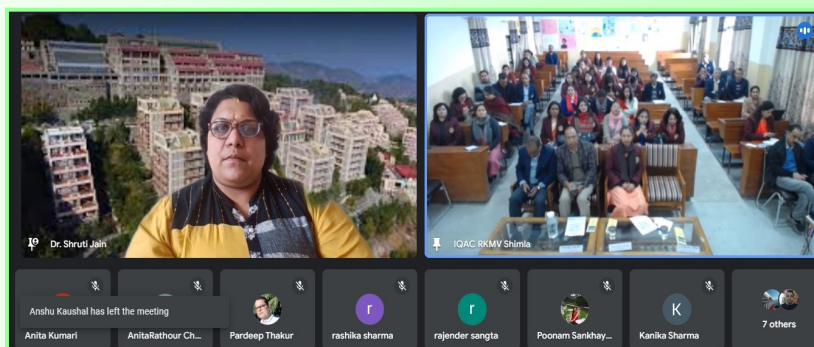 Dr. Shruti Jain
IQAC RKMV Shimla
Anshu Kaushal has left the meeting
Anita Kumari
AnitaRathour Ch...
Pardeep Thakur
r
rashika sharma
r
rajender sangta
Poonam Sankhay...
K
Kanika Sharma
7 others